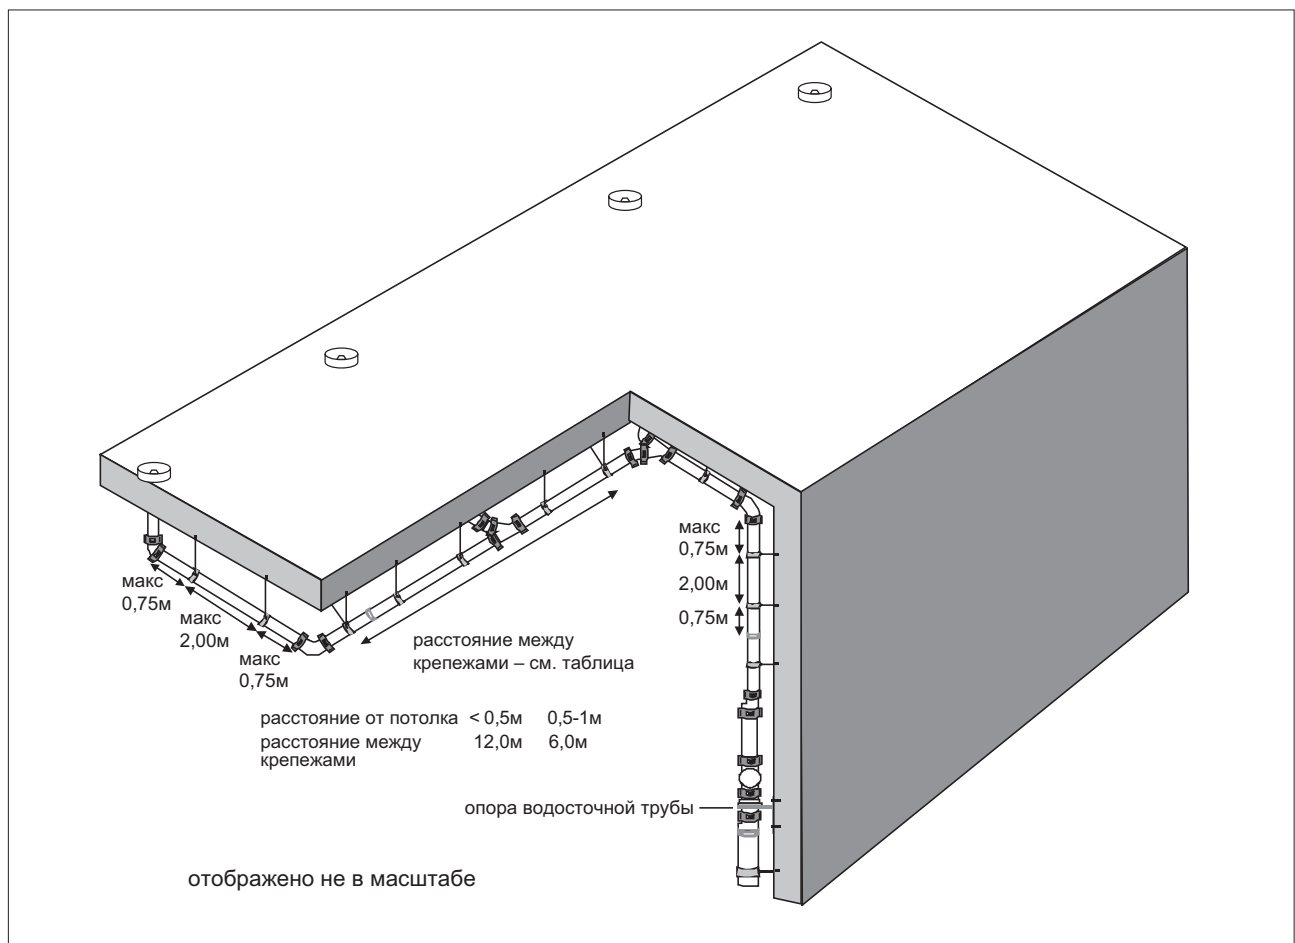 макс
0,75м
2,00м
0,75м
макс
0,75м
макс
2,00м
макс
0,75м
расстояние между
крепежами – см. таблица
расстояние от потолка < 0,5м 0,5-1м
расстояние между 12,0м 6,0м
крепежами
опора водосточной трубы
отображено не в масштабе